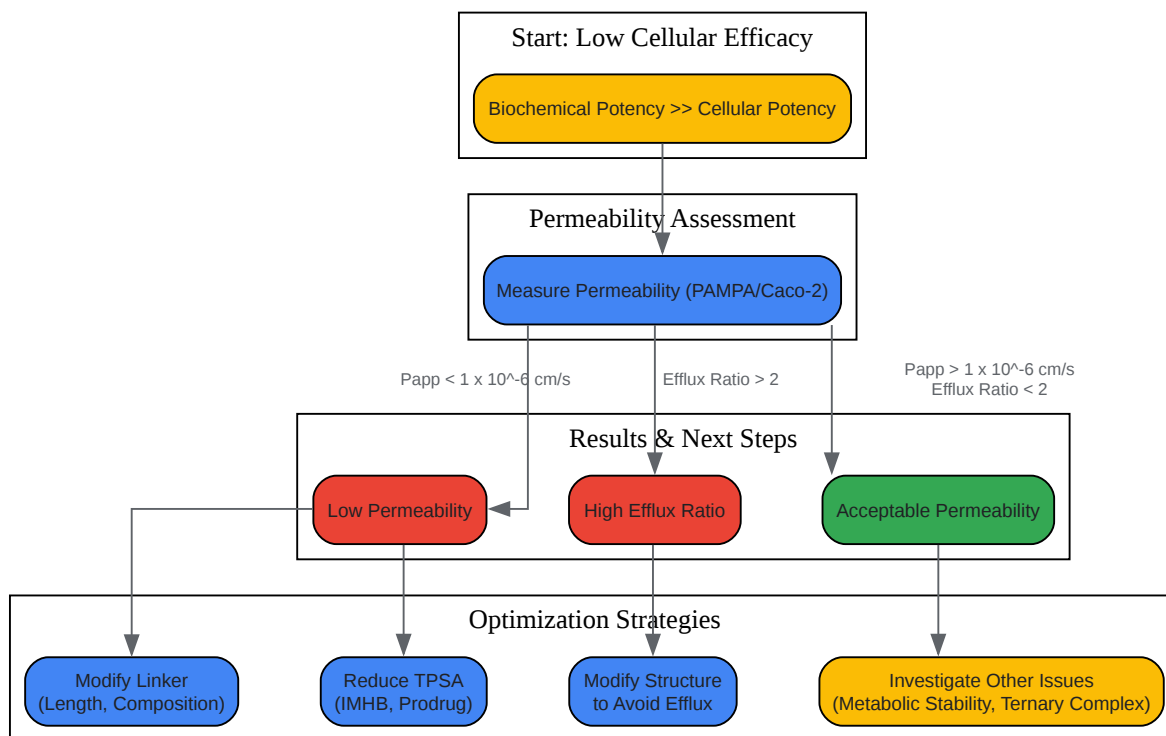 Start: Low Cellular Efficacy
Biochemical Potency >> Cellular Potency
Permeability Assessment
Measure Permeability (PAMPA/Caco-2)
Papp < 1 x 10^-6 cm/s
Efflux Ratio > 2
Papp > 1 x 10^-6 cm/s
Efflux Ratio < 2
Results & Next Steps
Low Permeability
High Efflux Ratio
Acceptable Permeability
Optimization Strategies
Modify Linker
(Length, Composition)
Reduce TPSA
(IMHB, Prodrug)
Modify Structure
to Avoid Efflux
Investigate Other Issues
(Metabolic Stability, Ternary Complex)